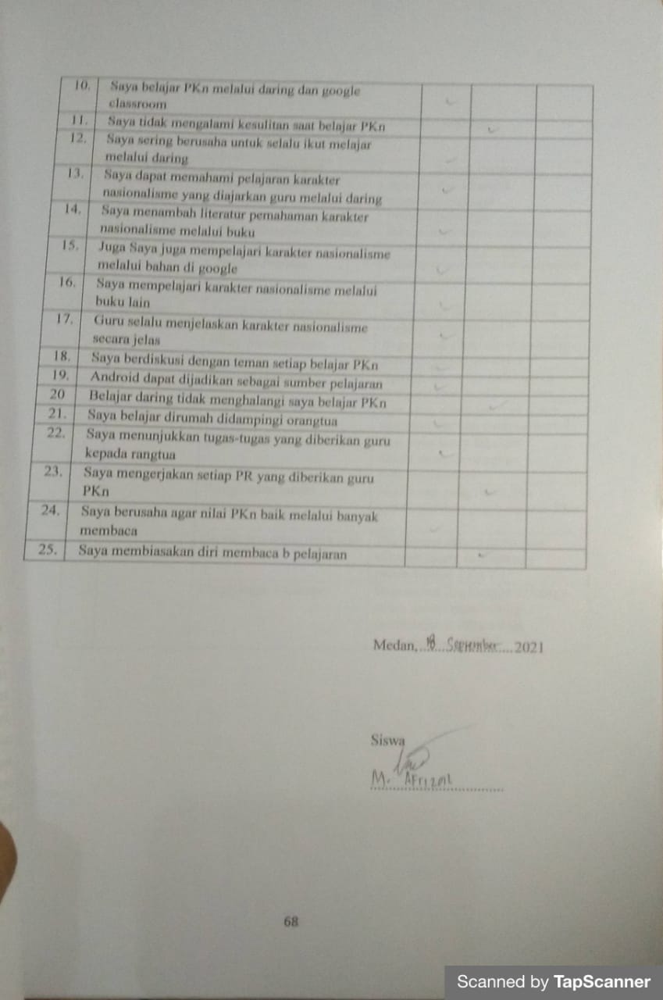 10. Saya belajar PKn melalui daring dan google
classroom
11. Saya tidak mengalami kesulitan saat belajar PKn
12. Saya sering berusaha untuk selalu ikut melajar
melalui daring
13. Saya dapat memahami pelajaran karakter
nasionalisme yang diajarkan guru melalui daring
14. Saya menambah literatur pemahaman karakter
nasionalisme melalui buku
15. Juga Saya juga mempelajari karakter nasionalisme
melalui bahan di google
16. Saya mempelajari karakter nasionalisme melalui
buku lain
17. Guru selalu menjelaskan karakter nasionalisme
secara jelas
18. Saya berdiskusi dengan teman setiap belajar PKn
19. Android dapat dijadikan sebagai sumber pelajaran
20 Belajar daring tidak menghalangi saya belajar PKn
21. Saya belajar dirumah didampingi orangtua
22. Saya menunjukkan tugas-tugas yang diberikan guru
kepada rangtua
23. Saya mengerjakan setiap PR yang diberikan guru
PKn
24. Saya berusaha agar nilai PKn baik melalui banyak
membaca
25. Saya membiasakan diri membaca b pelajaran
Medan, 18 September 2021
Siswa
M. AFrizal
68
Scanned by TapScanner